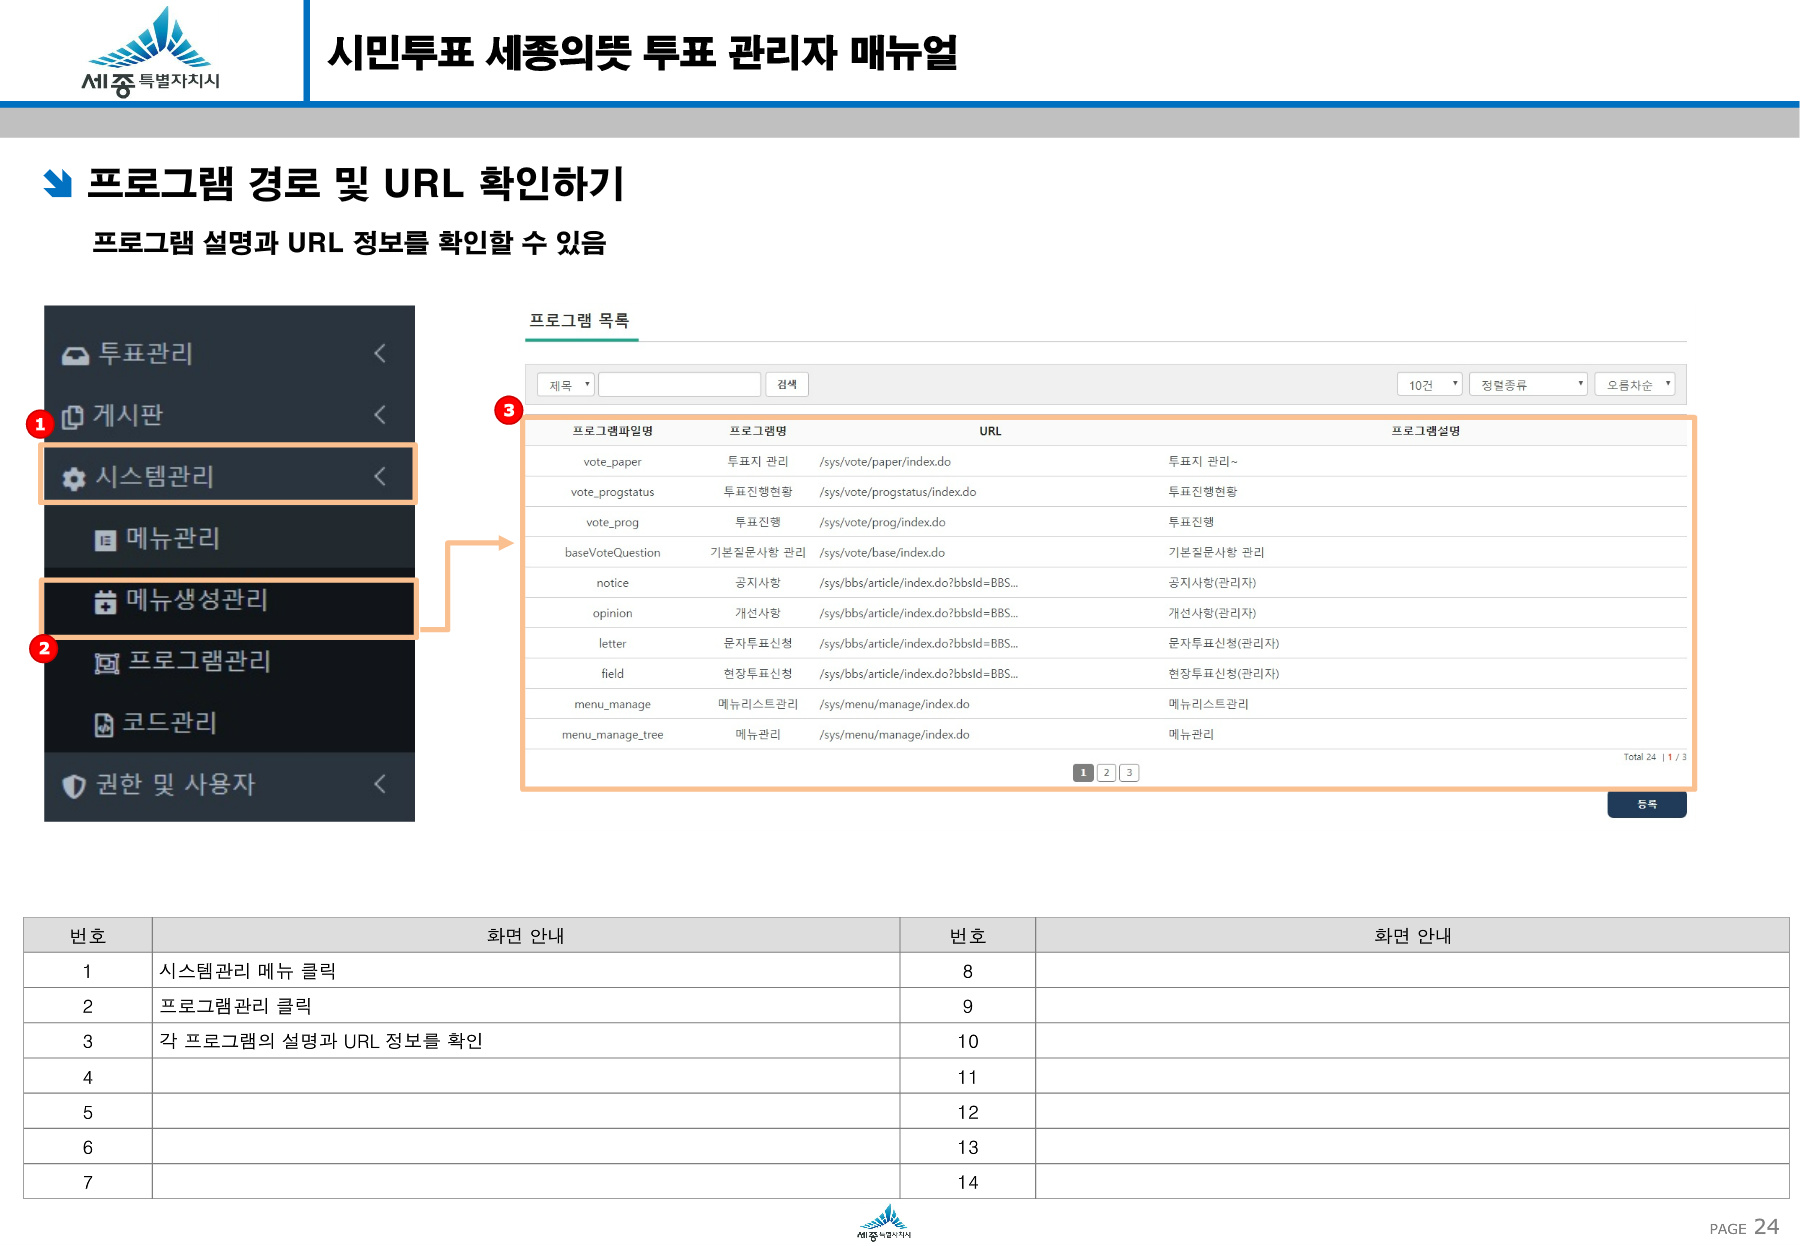 세종특별자치시
시민투표 세종의뜻 투표 관리자 매뉴얼
프로그램 경로 및 URL 확인하기
프로그램 설명과 URL 정보를 확인할 수 있음
투표관리
게시판
1
시스템관리
메뉴관리
메뉴생성관리
2
프로그램관리
코드관리
권한 및 사용자
프로그램 목록
제목 검색 10건 정렬종류 오름차순
3
프로그램파일명 프로그램명 URL 프로그램설명
vote_paper 투표지 관리 /sys/vote/paper/index.do 투표지 관리~
vote_progstatus 투표진행현황 /sys/vote/progstatus/index.do 투표진행현황
vote_prog 투표진행 /sys/vote/prog/index.do 투표진행
baseVoteQuestion 기본질문사항 관리 /sys/vote/base/index.do 기본질문사항 관리
notice 공지사항 /sys/bbs/article/index.do?bbsId=BBS... 공지사항(관리자)
opinion 개선사항 /sys/bbs/article/index.do?bbsId=BBS... 개선사항(관리자)
letter 문자투표신청 /sys/bbs/article/index.do?bbsId=BBS... 문자투표신청(관리자)
field 현장투표신청 /sys/bbs/article/index.do?bbsId=BBS... 현장투표신청(관리자)
menu_manage 메뉴리스트관리 /sys/menu/manage/index.do 메뉴리스트관리
menu_manage_tree 메뉴관리 /sys/menu/manage/index.do 메뉴관리
Total 24 | 1 / 3
1 2 3
등록
번호 화면 안내 번호 화면 안내
1 시스템관리 메뉴 클릭 8
2 프로그램관리 클릭 9
3 각 프로그램의 설명과 URL 정보를 확인 10
4 11
5 12
6 13
7 14
세종특별자치시
PAGE 24